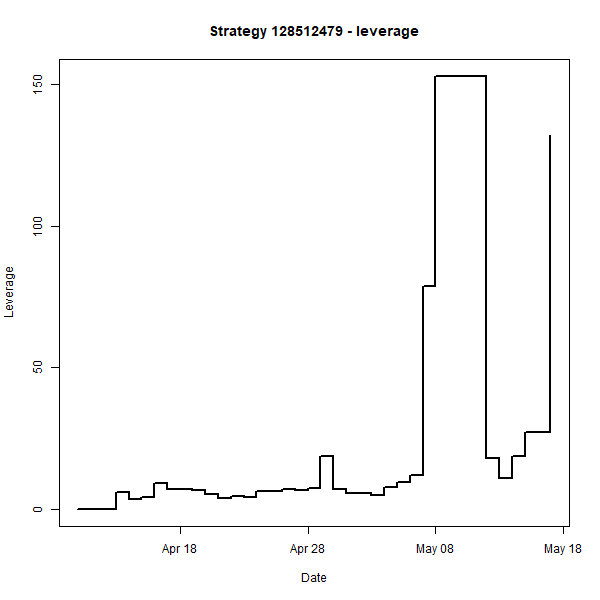 Strategy 128512479 - leverage
150
100
50
0
Leverage
Apr 18
Apr 28
May 08
May 18
Date